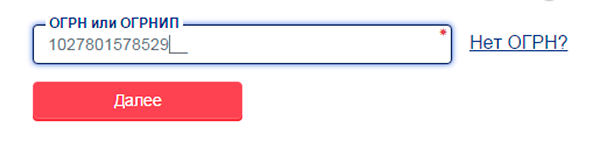 ОГРН или ОГРНИП
1027801578529__ *
Нет ОГРН?
Далее